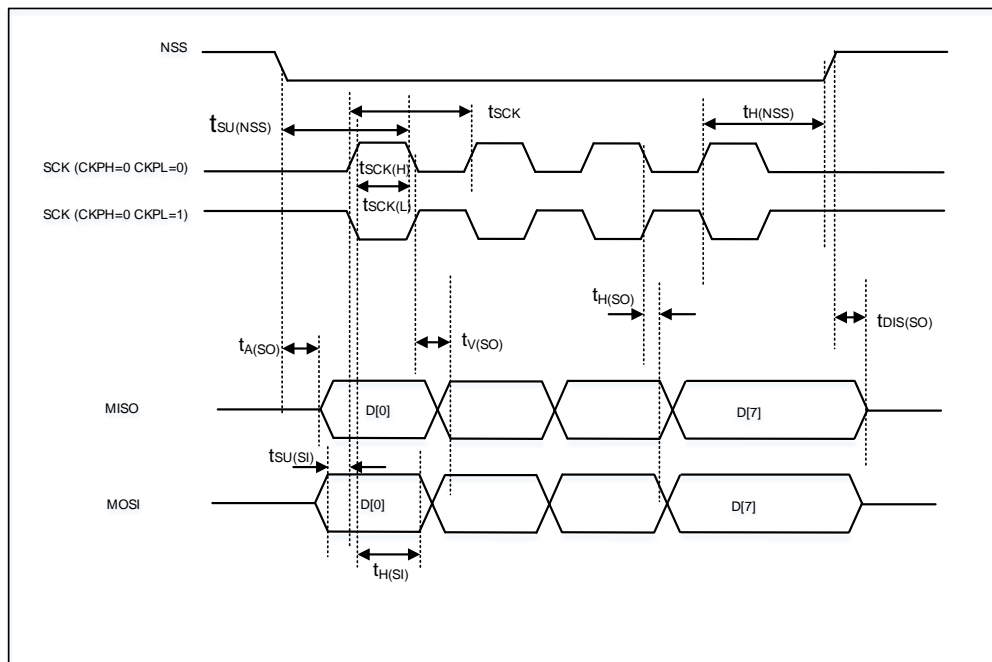 NSS
tSCK
tSU(NSS)
tH(NSS)
SCK (CKPH=0 CKPL=0)
tSCK(H)
tSCK(L)
SCK (CKPH=0 CKPL=1)
tH(SO)
tDIS(SO)
tA(SO)
tV(SO)
MISO
D[0]
D[7]
tSU(SI)
MOSI
D[0]
D[7]
tH(SI)